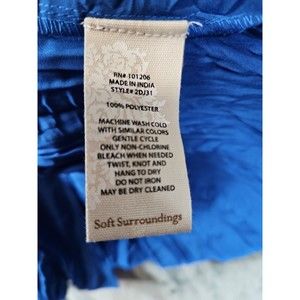 RN# 101206
MADE IN INDIA
STYLE# 2DJ31
100% POLYESTER
MACHINE WASH COLD
WITH SIMILAR COLORS
GENTLE CYCLE
ONLY NON-CHLORINE
BLEACH WHEN NEEDED
TWIST, KNOT AND
HANG TO DRY
DO NOT IRON
MAY BE DRY CLEANED
Soft Surroundings